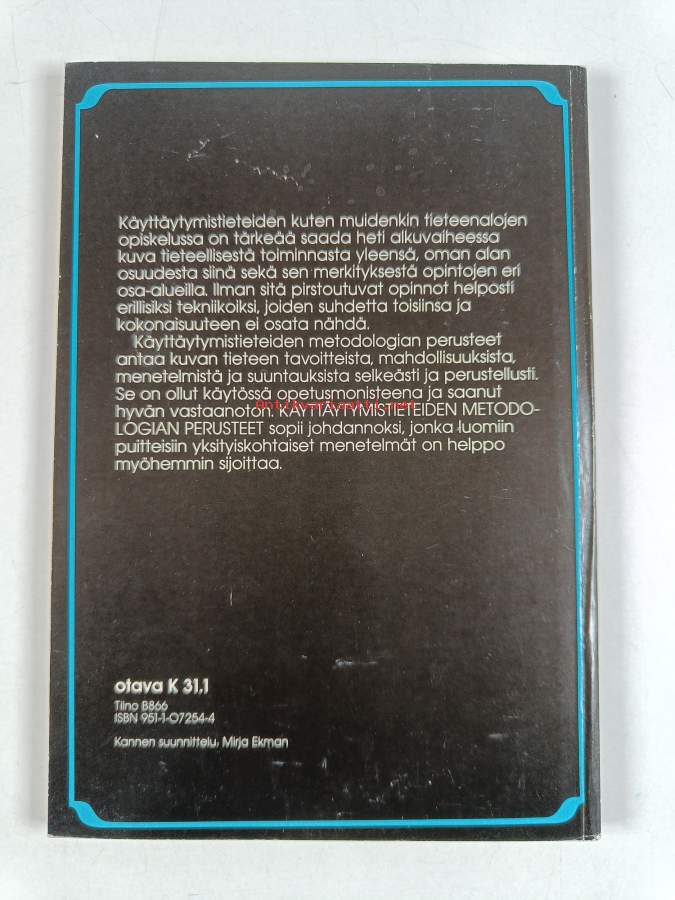 Käyttäytymistieteiden kuten muidenkin tieteenalojen
opiskelussa on tärkeää saada heti alkuvaiheessa
kuva tieteellisestä toiminnasta yleensä, oman alan
osuudesta siinä sekä sen merkityksestä opintojen eri
osa-alueilla. Ilman sitä pirstoutuvat opinnot helposti
erillisiksi tekniikoiksi, joiden suhdetta toisiinsa ja
kokonaisuuteen ei osata nähdä.
Käyttäytymistieteiden metodologian perusteet
antaa kuvan tieteen tavoitteista, mahdollisuuksista,
menetelmistä ja suuntauksista selkeästi ja perustellusti.
Se on ollut käytössä opetusmonisteena ja saanut
hyvän vastaanoton. KÄYTTÄYTYMISTIETEIDEN METODO-
LOGIAN PERUSTEET sopii johdannoksi, jonka luomiin
puitteisiin yksityiskohtaiset menetelmät on helppo
myöhemmin sijoittaa.
otava K 31.1
Tilno B866
ISBN 951-1-07254-4
Kannen suunnittelu, Mirja Ekman